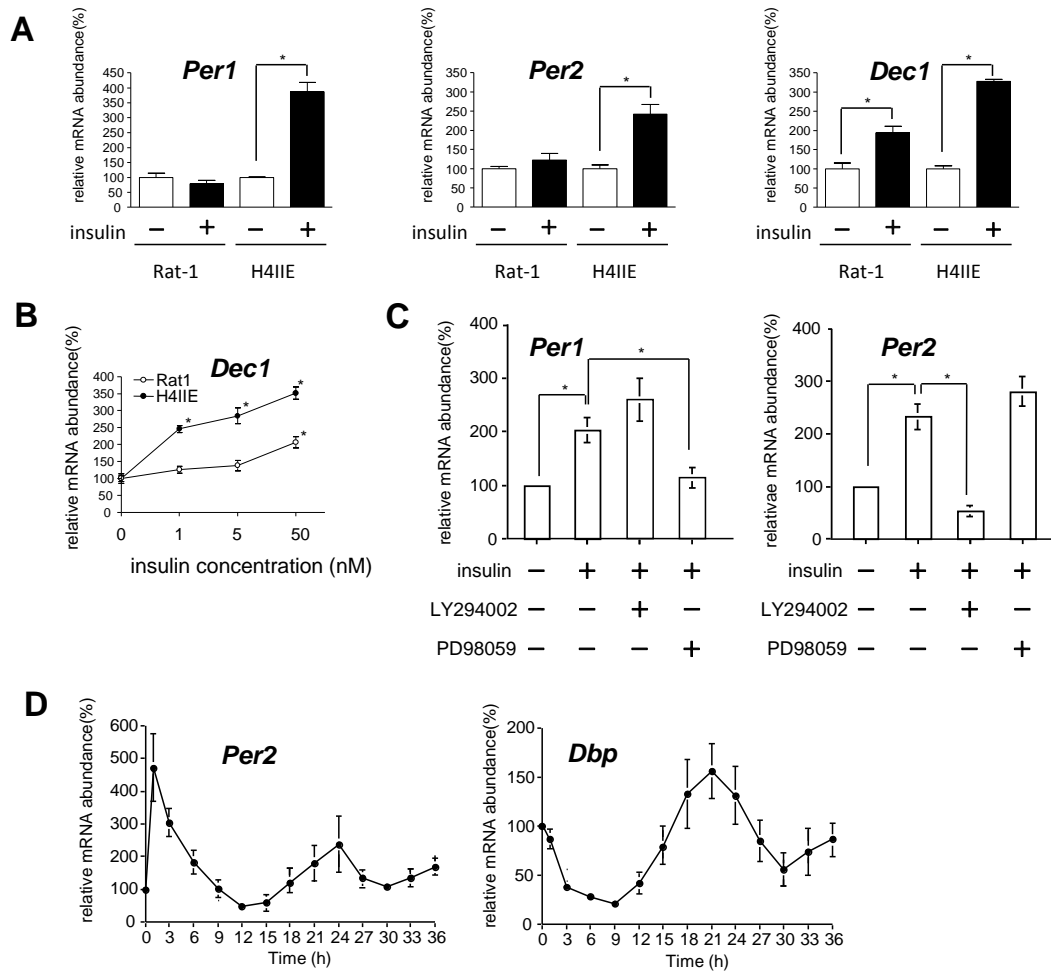 A
Per1
relative mRNA abundance(%)
450
400
350
300
250
200
150
100
50
0
*
insulin − + − +
Rat-1 H4IIE
Per2
relative mRNA abundance(%)
350
300
250
200
150
100
50
0
*
insulin − + − +
Rat-1 H4IIE
Dec1
relative mRNA abundance(%)
350
300
250
200
150
100
50
0
*
*
insulin − + − +
Rat-1 H4IIE
B
Dec1
Rat1
H4IIE
relative mRNA abundance(%)
400
350
300
250
200
150
100
50
0
* * *
*
0 1 5 50
insulin concentration (nM)
C
Per1
relative mRNA abundance(%)
400
300
200
100
0
*
*
insulin − + + +
LY294002 − − + −
PD98059 − − − +
Per2
relativae mRNA abundance(%)
400
300
200
100
0
* *
insulin − + + +
LY294002 − − + −
PD98059 − − − +
D
Per2
relative mRNA abundance(%)
600
500
400
300
200
100
0
0 3 6 9 12 15 18 21 24 27 30 33 36
Time (h)
Dbp
relative mRNA abundance(%)
200
150
100
50
0
0 3 6 9 12 15 18 21 24 27 30 33 36
Time (h)